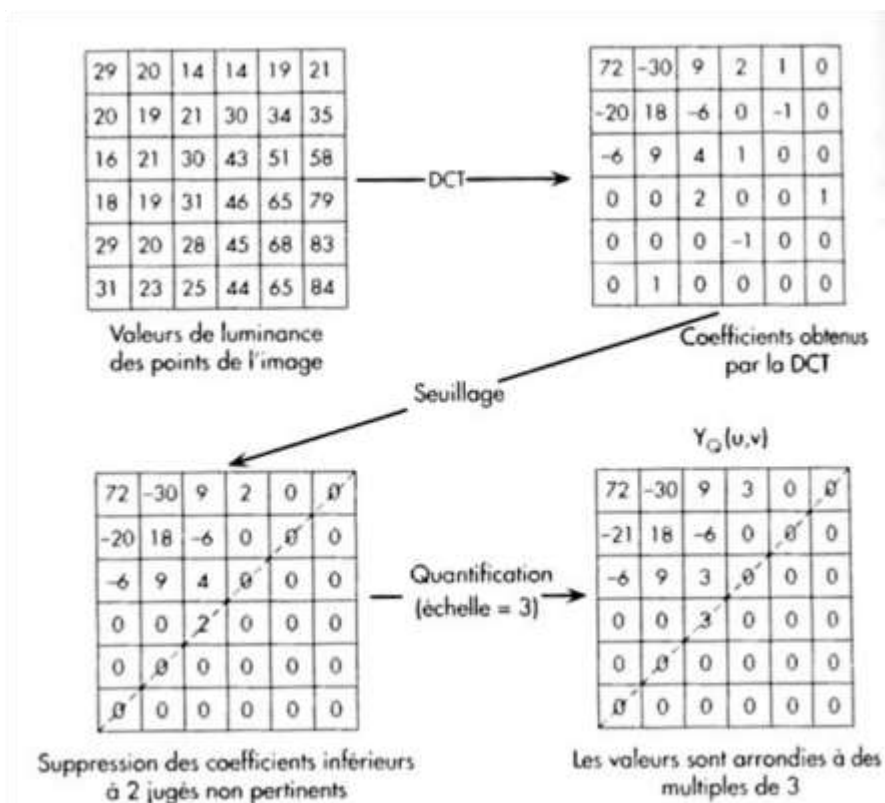 29 20 14 14 19 21
20 19 21 30 34 35
16 21 30 43 51 58
18 19 31 46 65 79
29 20 28 45 68 83
31 23 25 44 65 84
Valeurs de luminance
des points de l'image
DCT
72 -30 9 2 1 0
-20 18 -6 0 -1 0
-6 9 4 1 0 0
0 0 2 0 0 1
0 0 0 -1 0 0
0 1 0 0 0 0
Coefficients obtenus
par la DCT
Seuillage
72 -30 9 2 0 0
-20 18 -6 0 0 0
-6 9 4 0 0 0
0 0 2 0 0 0
0 0 0 0 0 0
0 0 0 0 0 0
Suppression des coefficients inférieurs
à 2 jugés non pertinents
Quantification
(échelle = 3)
YQ(u,v)
72 -30 9 3 0 0
-21 18 -6 0 0 0
-6 9 3 0 0 0
0 0 3 0 0 0
0 0 0 0 0 0
0 0 0 0 0 0
Les valeurs sont arrondies à des
multiples de 3